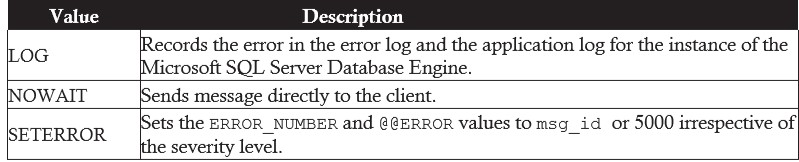 Value Description
LOG Records the error in the error log and the application log for the instance of the
Microsoft SQL Server Database Engine.
NOWAIT Sends message directly to the client.
SETERROR Sets the ERROR_NUMBER and @@ERROR values to msg_id or 5000 irrespective of
the severity level.